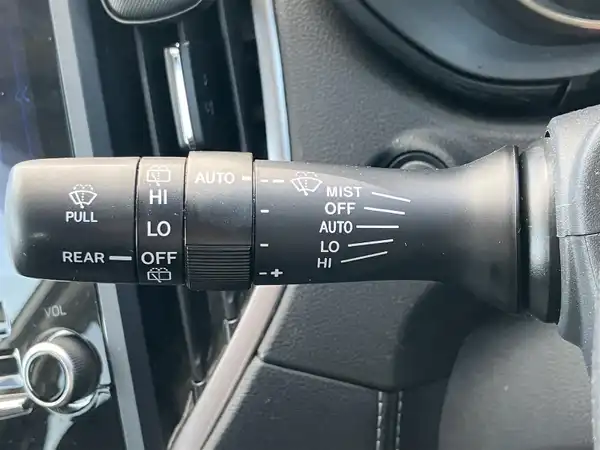 PULL
REAR
HI
LO
OFF
AUTO
- +
MIST
OFF
AUTO
LO
HI
VOL